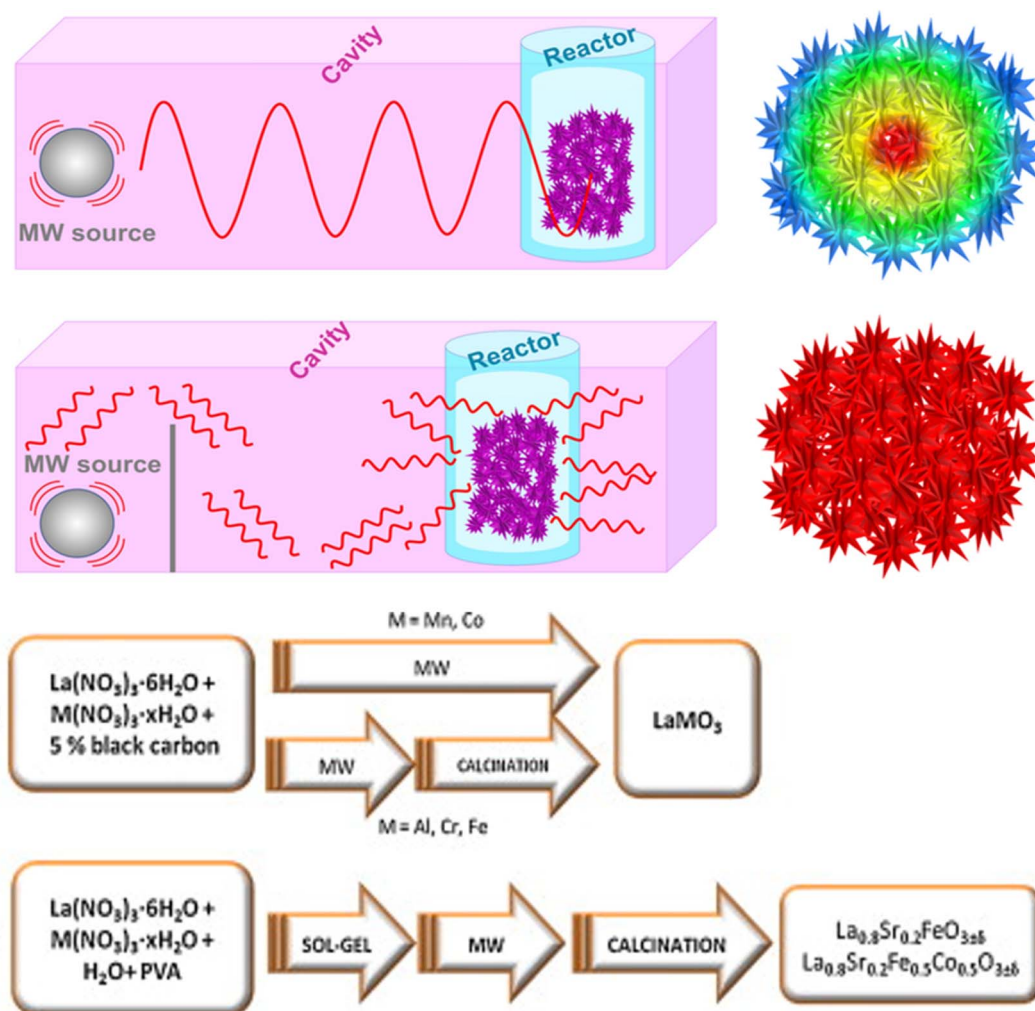 Cavity
Reactor
MW source
Cavity
Reactor
MW source
M = Mn, Co
La(NO₃)₃·6H₂O +
M(NO₃)₃·xH₂O +
5 % black carbon
MW
LaMO₃
MW
CALCINATION
M = Al, Cr, Fe
La(NO₃)₃·6H₂O +
M(NO₃)₃·xH₂O +
H₂O+ PVA
SOL-GEL
MW
CALCINATION
La₀.₈Sr₀.₂FeO₃±δ
La₀.₈Sr₀.₂Fe₀.₅Co₀.₅O₃±δ